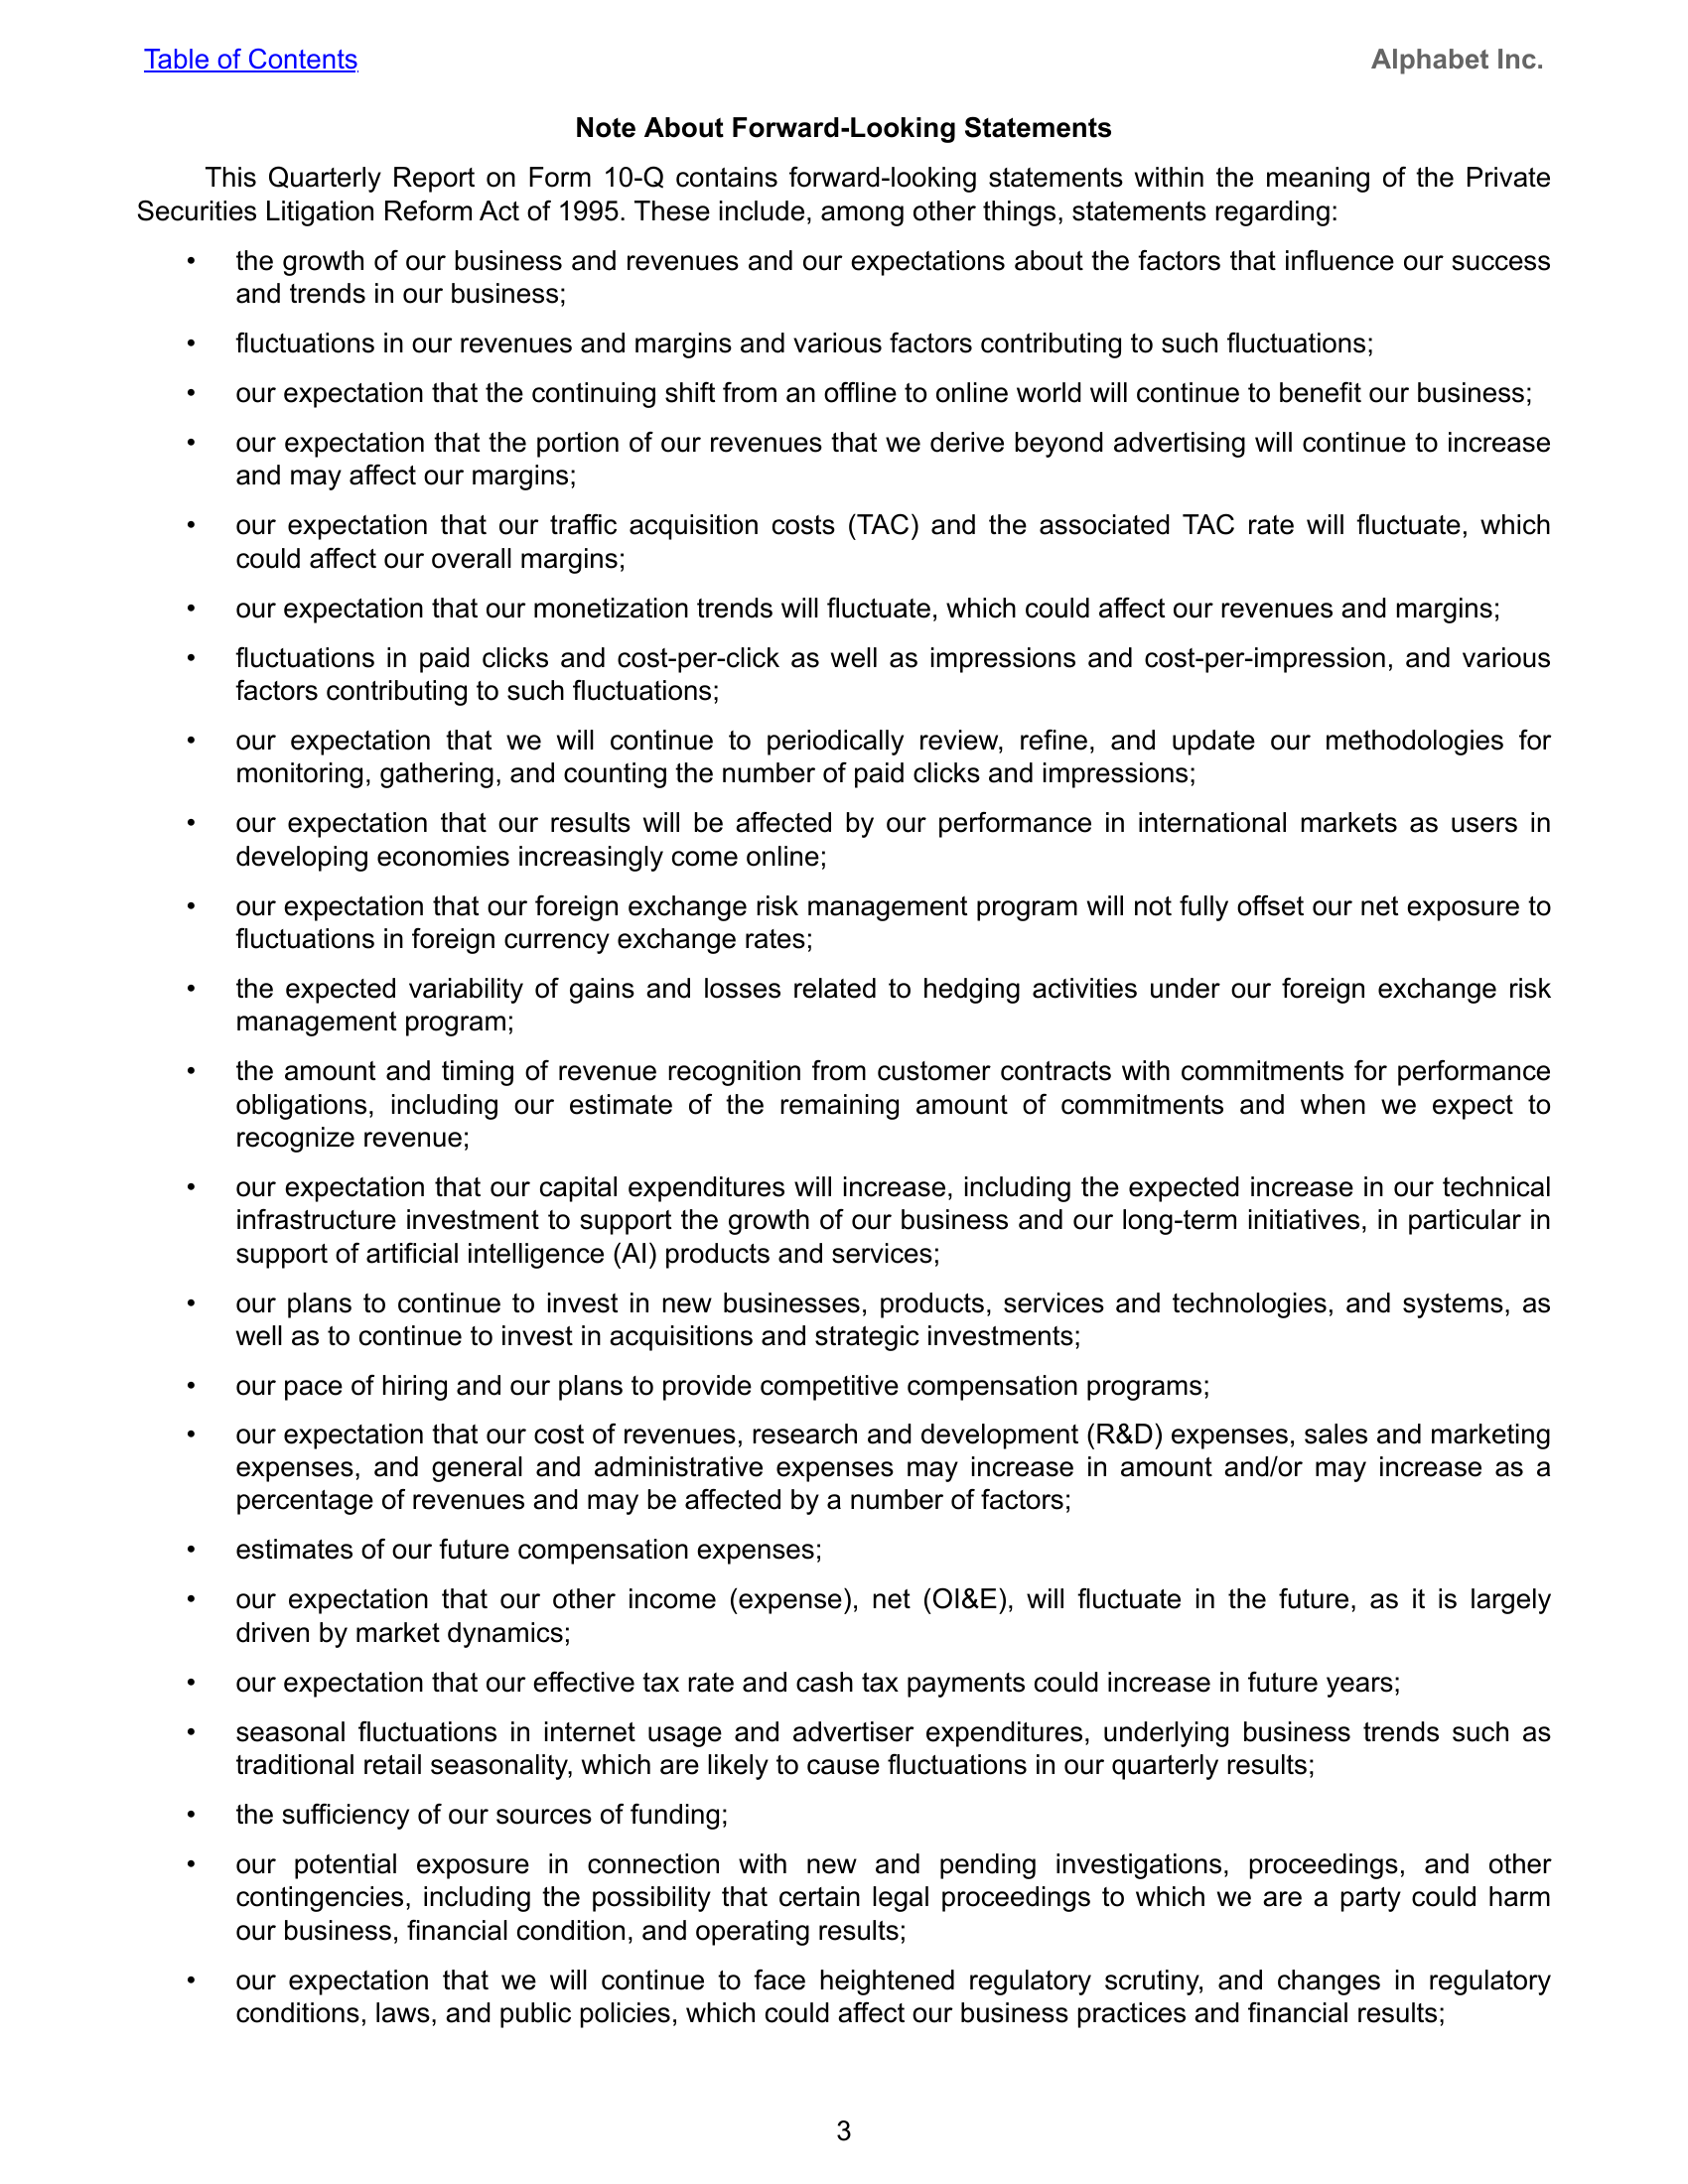 Table of Contents
Alphabet Inc.
Note About Forward-Looking Statements
This Quarterly Report on Form 10-Q contains forward-looking statements within the meaning of the Private
Securities Litigation Reform Act of 1995. These include, among other things, statements regarding:
• the growth of our business and revenues and our expectations about the factors that influence our success
and trends in our business;
• fluctuations in our revenues and margins and various factors contributing to such fluctuations;
• our expectation that the continuing shift from an offline to online world will continue to benefit our business;
• our expectation that the portion of our revenues that we derive beyond advertising will continue to increase
and may affect our margins;
• our expectation that our traffic acquisition costs (TAC) and the associated TAC rate will fluctuate, which
could affect our overall margins;
• our expectation that our monetization trends will fluctuate, which could affect our revenues and margins;
• fluctuations in paid clicks and cost-per-click as well as impressions and cost-per-impression, and various
factors contributing to such fluctuations;
• our expectation that we will continue to periodically review, refine, and update our methodologies for
monitoring, gathering, and counting the number of paid clicks and impressions;
• our expectation that our results will be affected by our performance in international markets as users in
developing economies increasingly come online;
• our expectation that our foreign exchange risk management program will not fully offset our net exposure to
fluctuations in foreign currency exchange rates;
• the expected variability of gains and losses related to hedging activities under our foreign exchange risk
management program;
• the amount and timing of revenue recognition from customer contracts with commitments for performance
obligations, including our estimate of the remaining amount of commitments and when we expect to
recognize revenue;
• our expectation that our capital expenditures will increase, including the expected increase in our technical
infrastructure investment to support the growth of our business and our long-term initiatives, in particular in
support of artificial intelligence (AI) products and services;
• our plans to continue to invest in new businesses, products, services and technologies, and systems, as
well as to continue to invest in acquisitions and strategic investments;
• our pace of hiring and our plans to provide competitive compensation programs;
• our expectation that our cost of revenues, research and development (R&D) expenses, sales and marketing
expenses, and general and administrative expenses may increase in amount and/or may increase as a
percentage of revenues and may be affected by a number of factors;
• estimates of our future compensation expenses;
• our expectation that our other income (expense), net (OI&E), will fluctuate in the future, as it is largely
driven by market dynamics;
• our expectation that our effective tax rate and cash tax payments could increase in future years;
• seasonal fluctuations in internet usage and advertiser expenditures, underlying business trends such as
traditional retail seasonality, which are likely to cause fluctuations in our quarterly results;
• the sufficiency of our sources of funding;
• our potential exposure in connection with new and pending investigations, proceedings, and other
contingencies, including the possibility that certain legal proceedings to which we are a party could harm
our business, financial condition, and operating results;
• our expectation that we will continue to face heightened regulatory scrutiny, and changes in regulatory
conditions, laws, and public policies, which could affect our business practices and financial results;
3